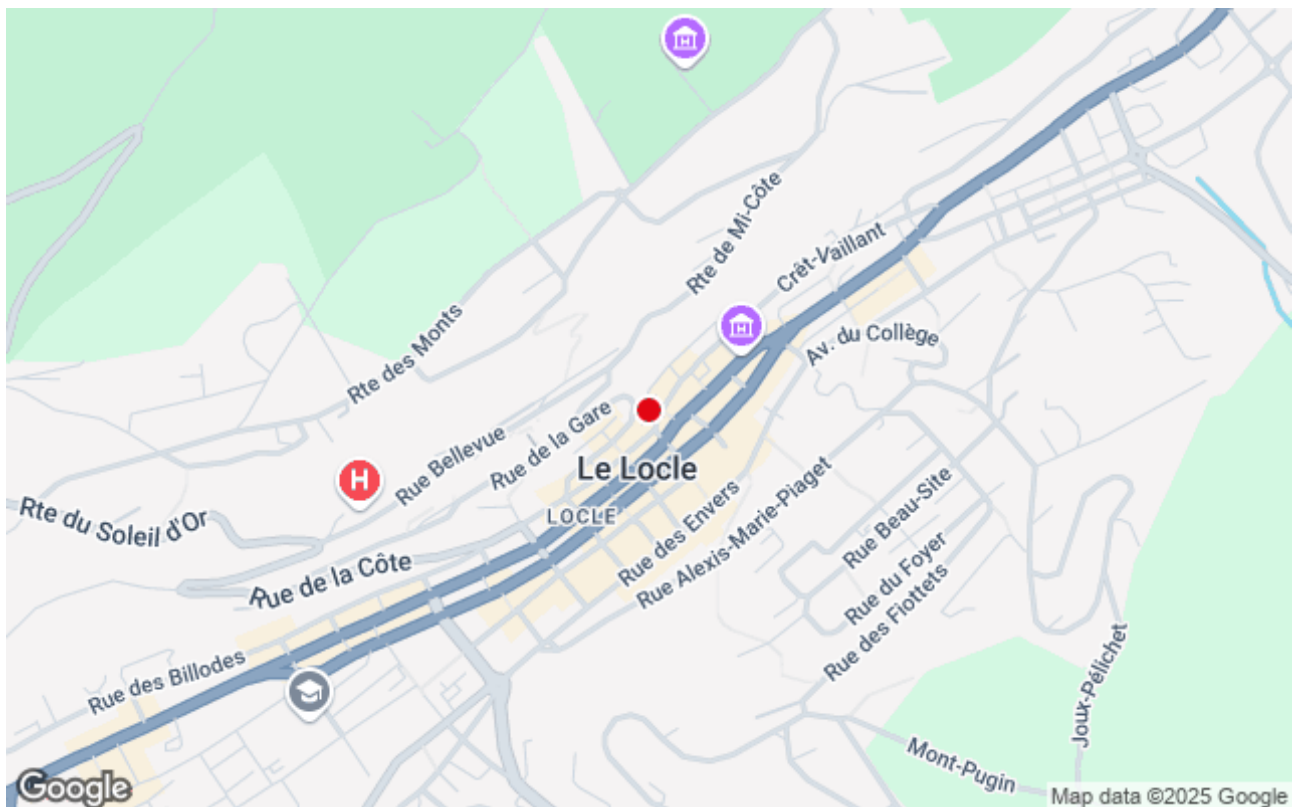 Rte de Mi-Côte
Crêt-Vaillant
Rte des Monts
Av. du Collège
Rue de la Gare
Rue Bellevue
H
Le Locle
LOCLE
Rte du Soleil d'Or
Rue des Envers
Rue Alexis-Marie-Piaget
Rue Beau-Site
Rue de la Côte
Rue du Foyer
Rue des Fiottets
Rue des Billodes
Joux-Pélichet
Mont-Pugin
Google
Map data ©2025 Google